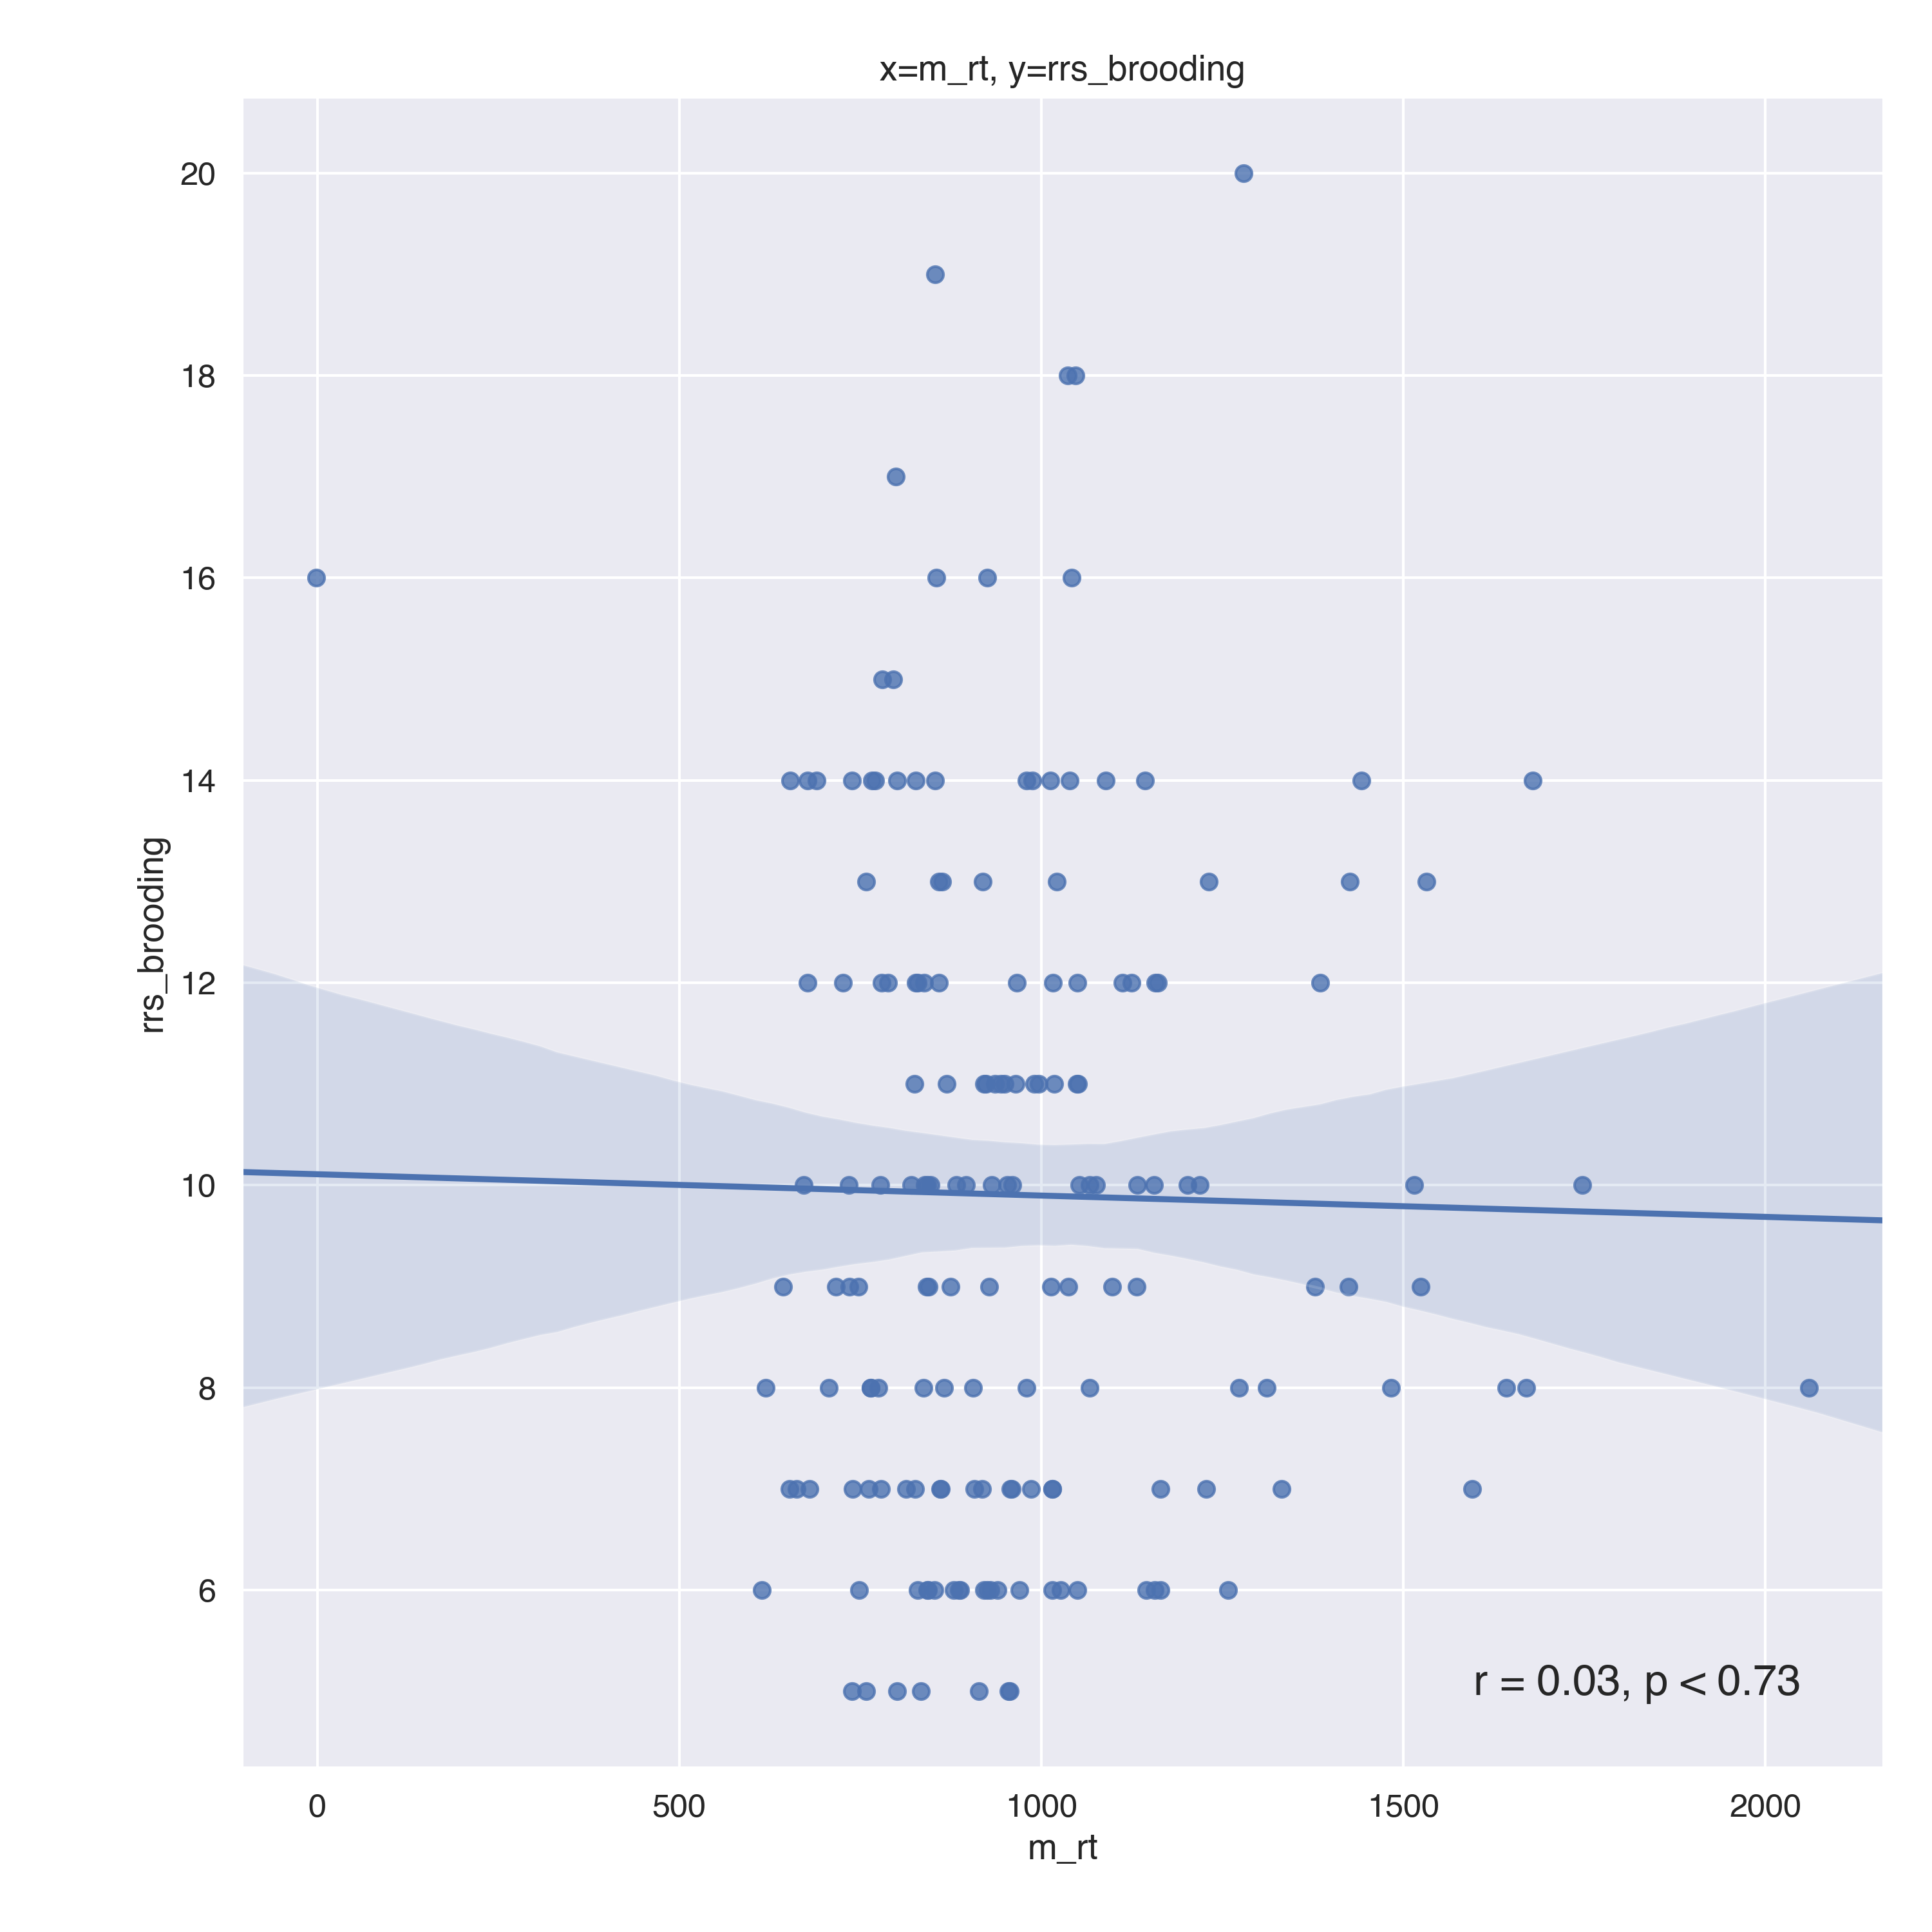 x=m_rt, y=rrs_brooding
20
18
16
14
12
10
8
6
rrs_brooding
r = 0.03, p < 0.73
0 500 1000 1500 2000
m_rt